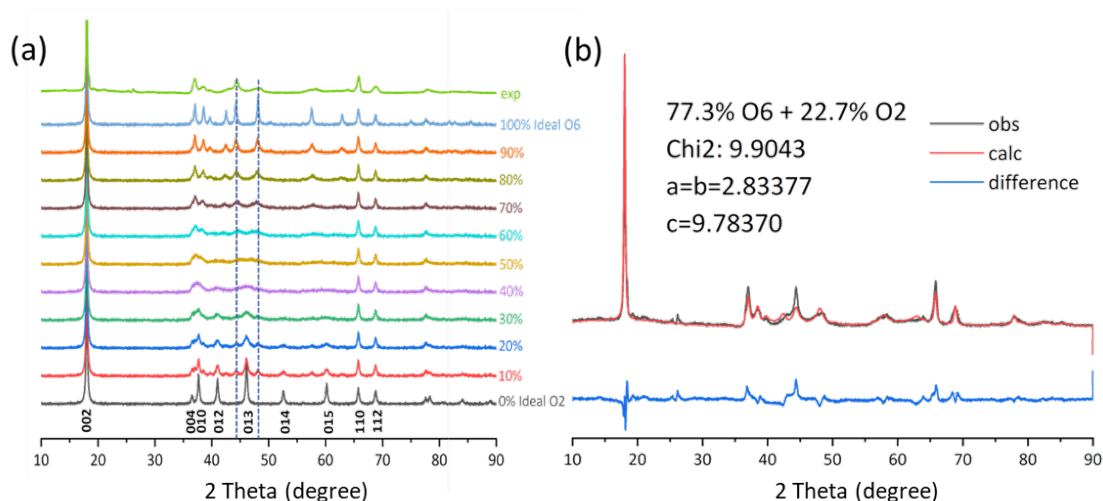 (a)
exp
100% Ideal O6
90%
80%
70%
60%
50%
40%
30%
20%
10%
0% Ideal O2
002
004
010
012
013
014
015
110
112
10 20 30 40 50 60 70 80 90
2 Theta (degree)
(b)
77.3% O6 + 22.7% O2
Chi2: 9.9043
a=b=2.83377
c=9.78370
obs
calc
difference
10 20 30 40 50 60 70 80 90
2 Theta (degree)